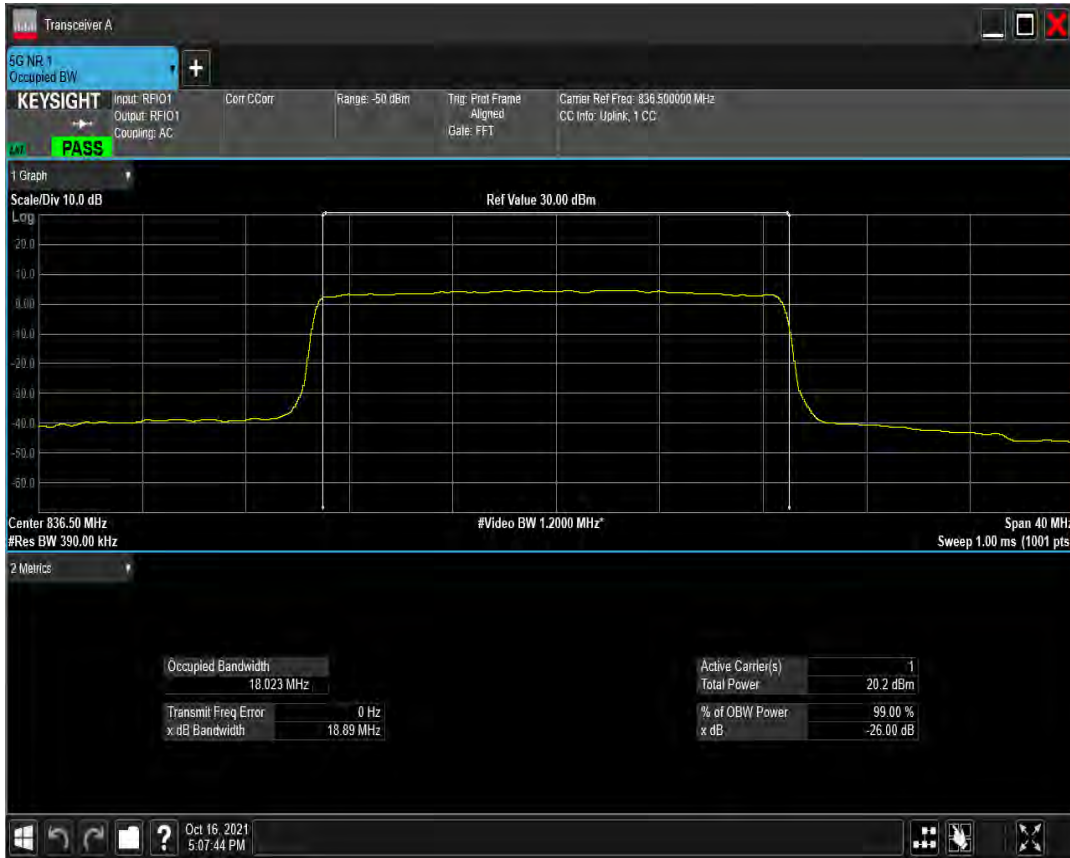 Transceiver A
5G NR 1
Occupied BW
+
KEYSIGHT
Input: RFIO1
Output: RFIO1
Coupling: AC
Corr CCorr
Range: -50 dBm
Trig: Prot Frame
Aligned
Gate: FFT
Carrier Ref Freq: 836.500000 MHz
CC Info: Uplink, 1 CC
PASS
1 Graph
Scale/Div 10.0 dB
Ref Value 30.00 dBm
Log
20.0
10.0
0.00
-10.0
-20.0
-30.0
-40.0
-50.0
-60.0
Center 836.50 MHz
#Video BW 1.2000 MHz*
Span 40 MHz
#Res BW 390.00 kHz
Sweep 1.00 ms (1001 pts
2 Metrics
Occupied Bandwidth
18.023 MHz
Transmit Freq Error 0 Hz
x dB Bandwidth 18.89 MHz
Active Carrier(s) 1
Total Power 20.2 dBm
% of OBW Power 99.00 %
x dB -26.00 dB
?
Oct 16, 2021
5:07:44 PM